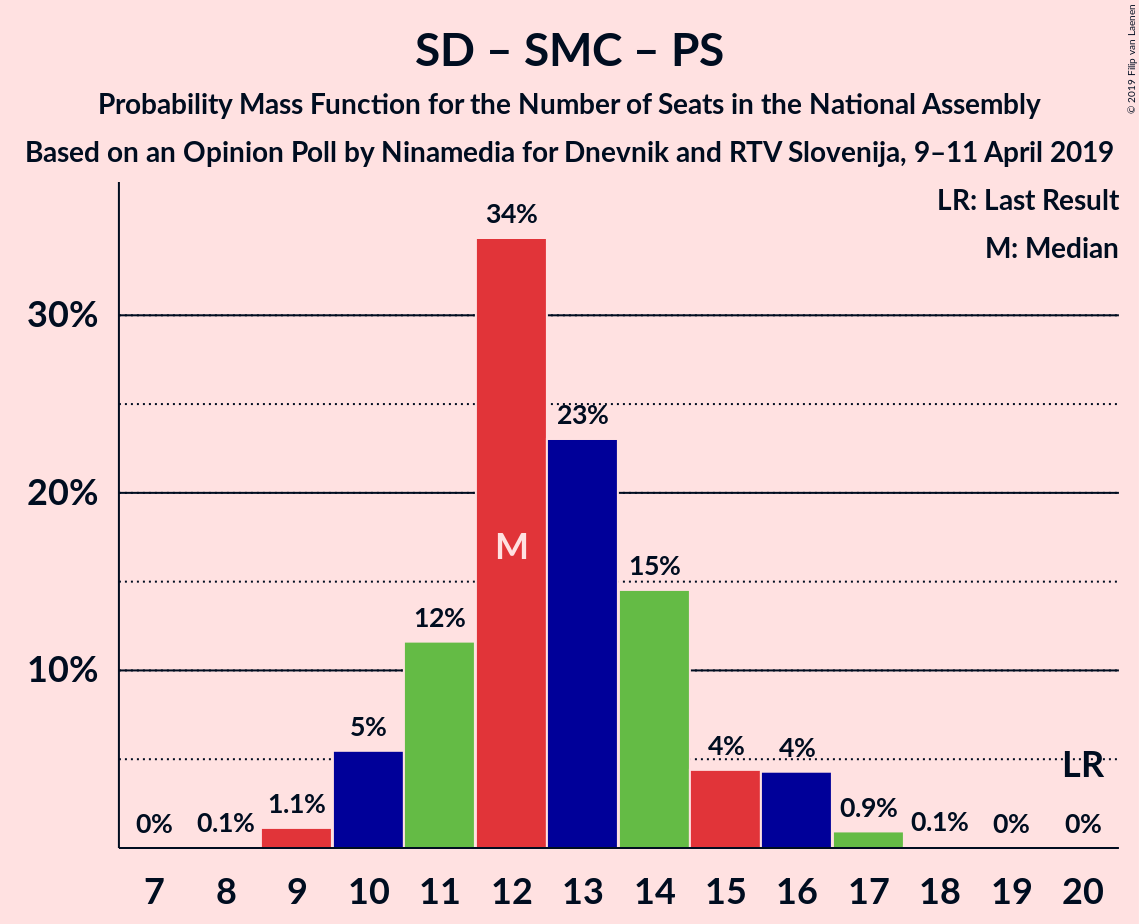 SD – SMC – PS
Probability Mass Function for the Number of Seats in the National Assembly
Based on an Opinion Poll by Ninamedia for Dnevnik and RTV Slovenija, 9–11 April 2019
© 2019 Filip van Laenen
LR: Last Result
M: Median
30%
20%
10%
0%
0.1%
1.1%
5%
12%
34%
M
23%
15%
4%
4%
0.9%
0.1%
0%
LR
0%
7 8 9 10 11 12 13 14 15 16 17 18 19 20